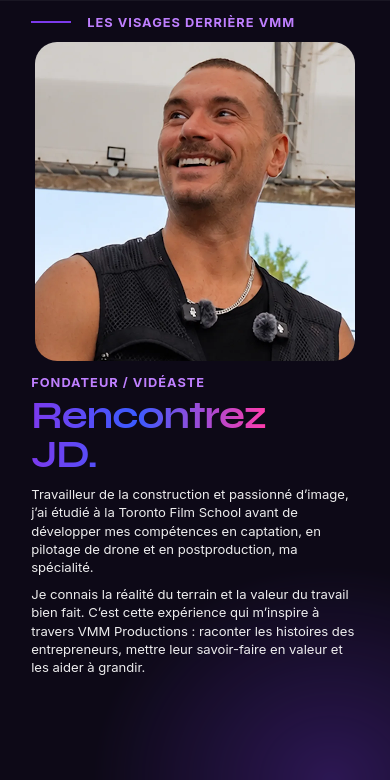 LES VISAGES DERRIÈRE VMM
FONDATEUR / VIDÉASTE
Rencontrez
JD.
Travailleur de la construction et passionné d’image,
j’ai étudié à la Toronto Film School avant de
développer mes compétences en captation, en
pilotage de drone et en postproduction, ma
spécialité.
Je connais la réalité du terrain et la valeur du travail
bien fait. C’est cette expérience qui m’inspire à
travers VMM Productions : raconter les histoires des
entrepreneurs, mettre leur savoir-faire en valeur et
les aider à grandir.